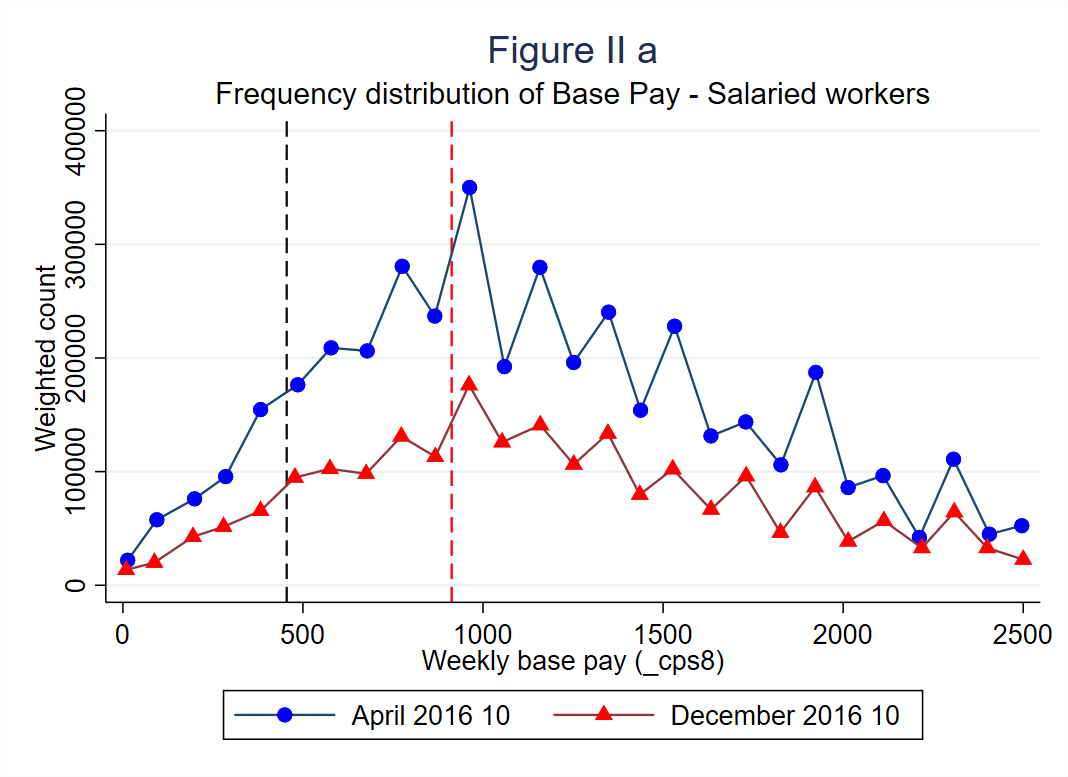 Figure II a
Frequency distribution of Base Pay - Salaried workers
400000
300000
200000
100000
0
Weighted count
0 500 1000 1500 2000 2500
Weekly base pay (_cps8)
April 2016 10 December 2016 10